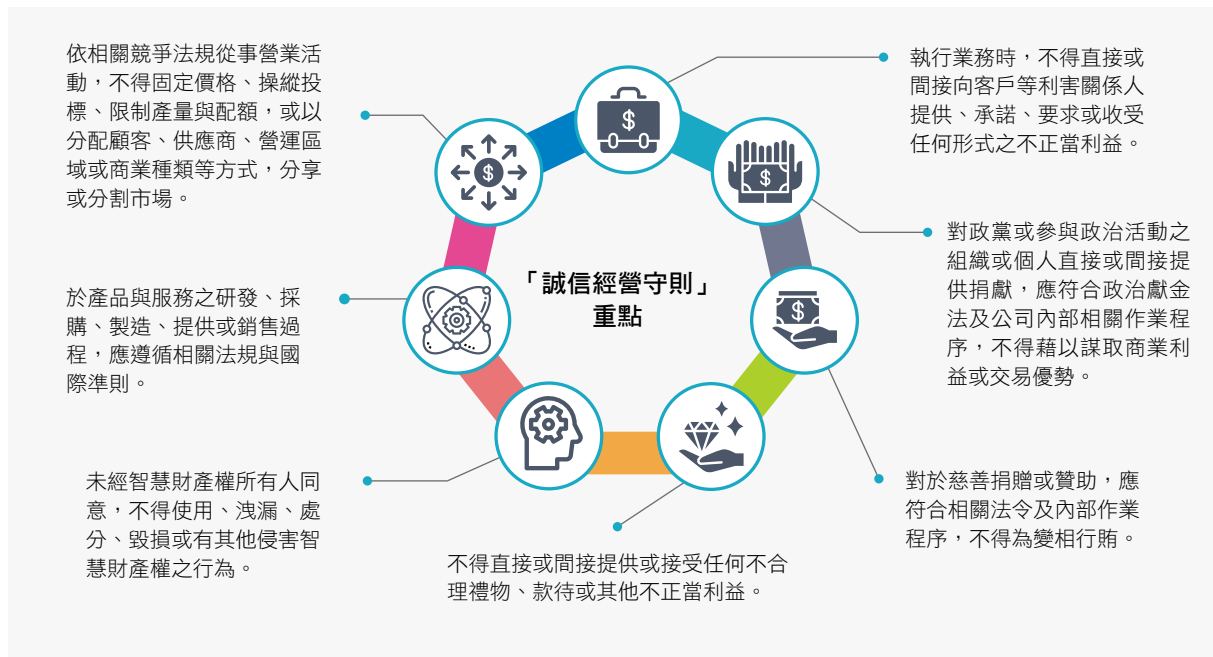 「誠信經營守則」
重點
執行業務時，不得直接或
間接向客戶等利害關係人
提供、承諾、要求或收受
任何形式之不正當利益。
對政黨或參與政治活動之
組織或個人直接或間接提
供捐獻，應符合政治獻金
法及公司內部相關作業程
序，不得藉以謀取商業利
益或交易優勢。
對於慈善捐贈或贊助，應
符合相關法令及內部作業
程序，不得為變相行賄。
不得直接或間接提供或接受任何不合
理禮物、款待或其他不正當利益。
未經智慧財產權所有人同
意，不得使用、洩漏、處
分、毀損或有其他侵害智
慧財產權之行為。
於產品與服務之研發、採
購、製造、提供或銷售過
程，應遵循相關法規與國
際準則。
依相關競爭法規從事營業活
動，不得固定價格、操縱投
標、限制產量與配額，或以
分配顧客、供應商、營運區
域或商業種類等方式，分享
或分割市場。